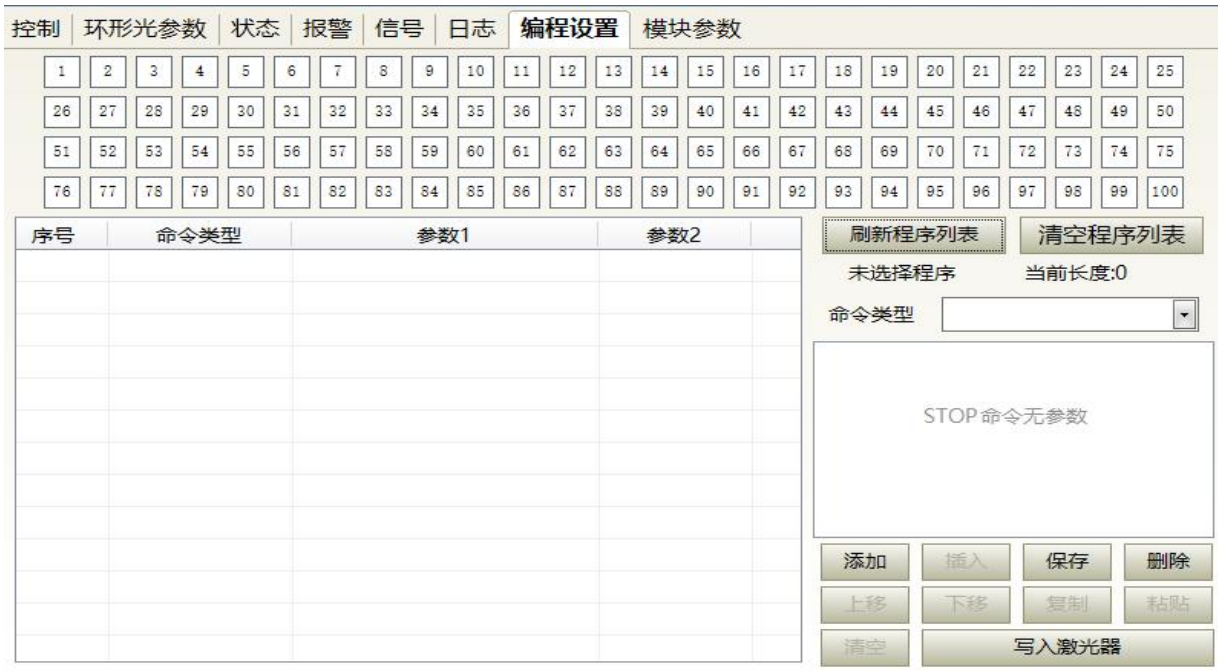 控制 环形光参数 状态 报警 信号 日志 编程设置 模块参数
1 2 3 4 5 6 7 8 9 10 11 12 13 14 15 16 17 18 19 20 21 22 23 24 25
26 27 28 29 30 31 32 33 34 35 36 37 38 39 40 41 42 43 44 45 46 47 48 49 50
51 52 53 54 55 56 57 58 59 60 61 62 63 64 65 66 67 68 69 70 71 72 73 74 75
76 77 78 79 80 81 82 83 84 85 86 87 88 89 90 91 92 93 94 95 96 97 98 99 100
序号 命令类型 参数1 参数2 刷新程序列表 清空程序列表
未选择程序 当前长度:0
命令类型
STOP命令无参数
添加 插入 保存 删除
上移 下移 复制 粘贴
清空 写入激光器